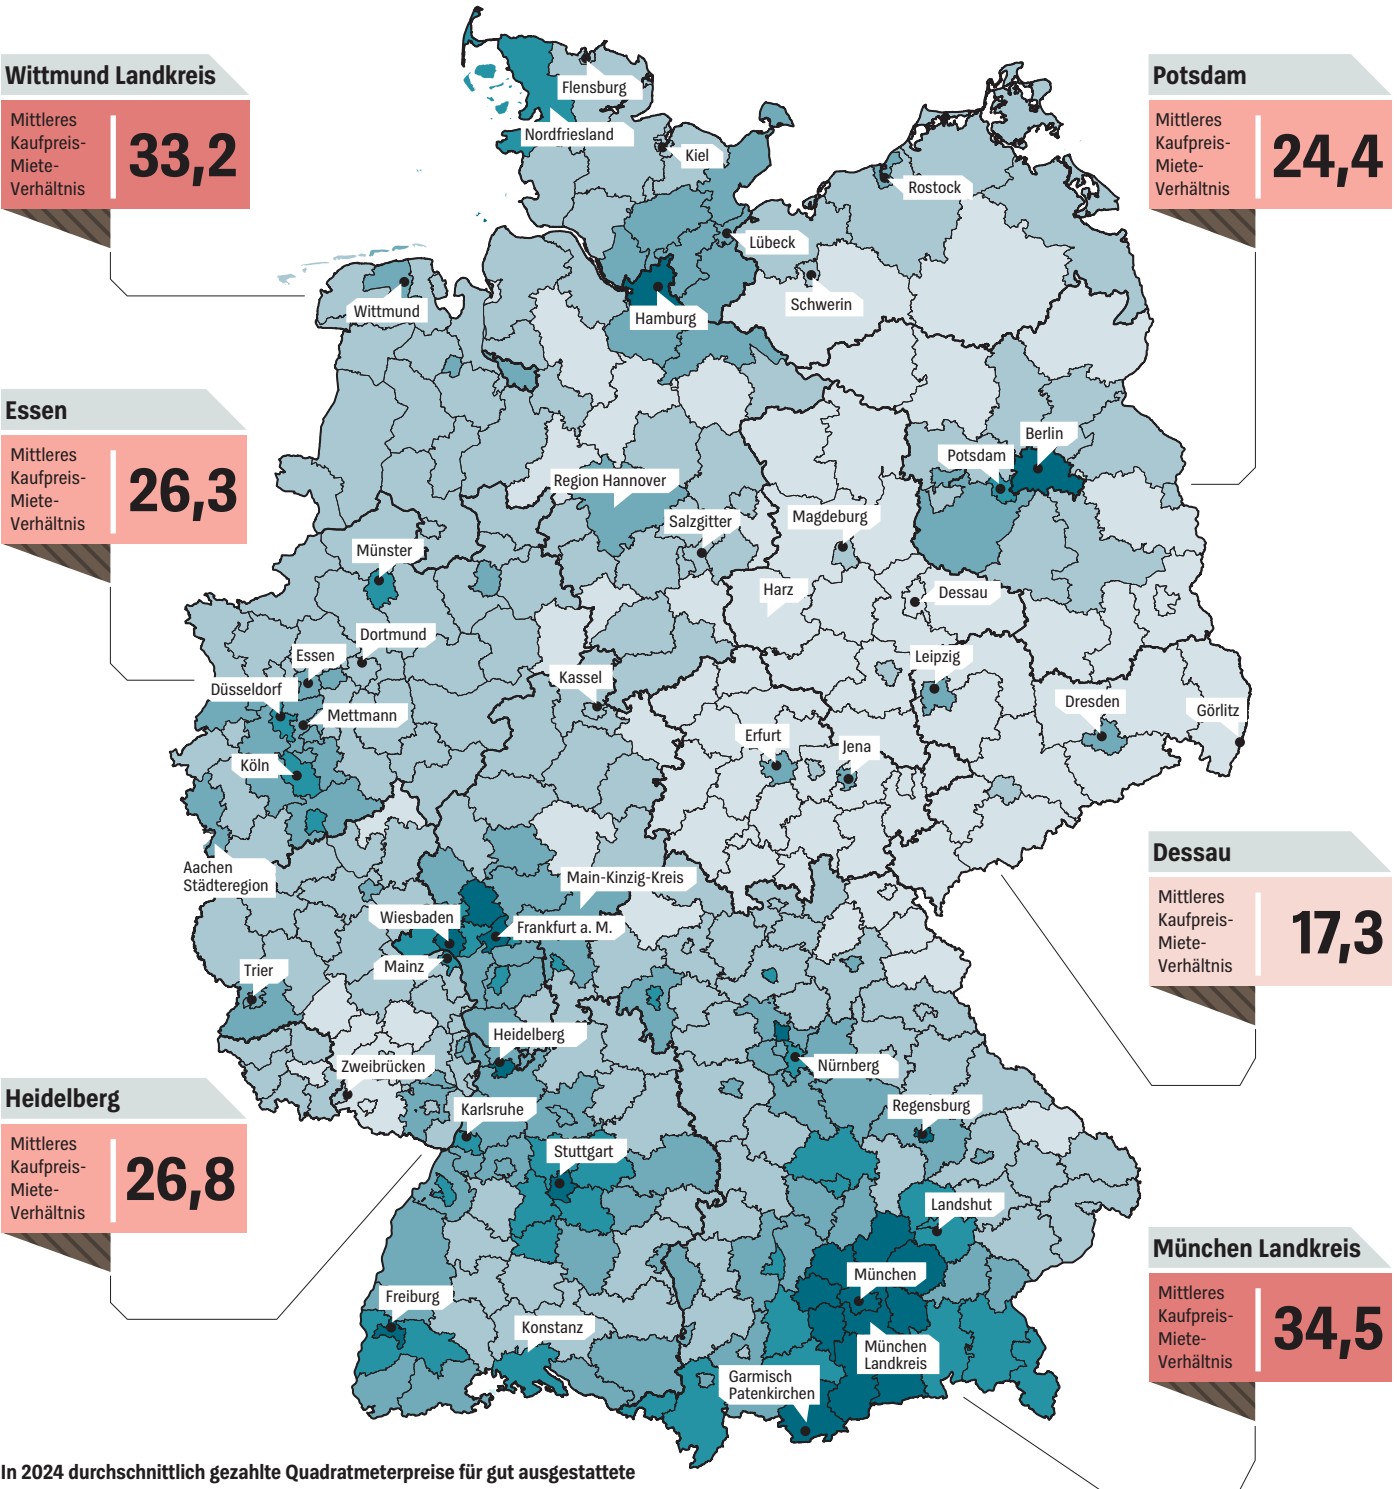 Wittmund Landkreis
Mittleres
Kaufpreis-
Miete-
Verhältnis
33,2
Potsdam
Mittleres
Kaufpreis-
Miete-
Verhältnis
24,4
Essen
Mittleres
Kaufpreis-
Miete-
Verhältnis
26,3
Dessau
Mittleres
Kaufpreis-
Miete-
Verhältnis
17,3
Heidelberg
Mittleres
Kaufpreis-
Miete-
Verhältnis
26,8
München Landkreis
Mittleres
Kaufpreis-
Miete-
Verhältnis
34,5
Flensburg
Nordfriesland
Kiel
Rostock
Lübeck
Schwerin
Wittmund
Hamburg
Berlin
Potsdam
Region Hannover
Salzgitter
Magdeburg
Münster
Harz
Dessau
Dortmund
Essen
Leipzig
Kassel
Düsseldorf
Mettmann
Dresden
Görlitz
Erfurt
Jena
Köln
Aachen
Städteregion
Main-Kinzig-Kreis
Wiesbaden
Frankfurt a. M.
Mainz
Trier
Heidelberg
Zweibrücken
Nürnberg
Karlsruhe
Regensburg
Stuttgart
Landshut
München
Freiburg
Konstanz
München
Landkreis
Garmisch
Patenkirchen
In 2024 durchschnittlich gezahlte Quadratmeterpreise für gut ausgestattete